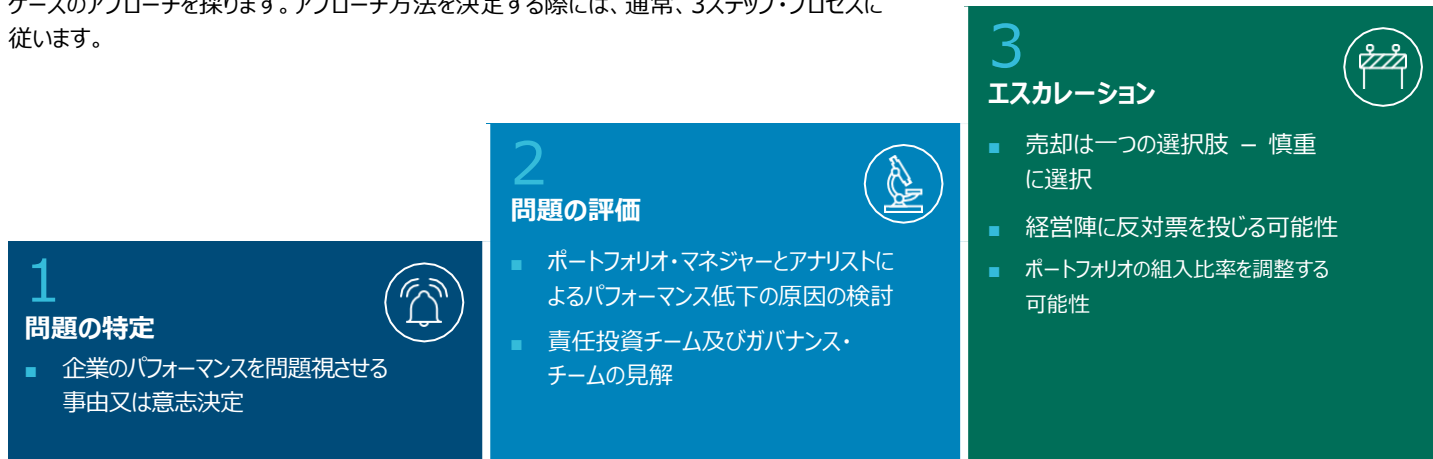 ケースのアプローチを採ります。アプローチ方法を決定する際には、通常、3ステップ・プロセスに
従います。
1
問題の特定
■ 企業のパフォーマンスを問題視させる
事由又は意志決定
2
問題の評価
■ ポートフォリオ・マネジャーとアナリストに
よるパフォーマンス低下の原因の検討
■ 責任投資チーム及びガバナンス・
チームの見解
3
エスカレーション
■ 売却は一つの選択肢 – 慎重
に選択
■ 経営陣に反対票を投じる可能性
■ ポートフォリオの組入比率を調整する
可能性